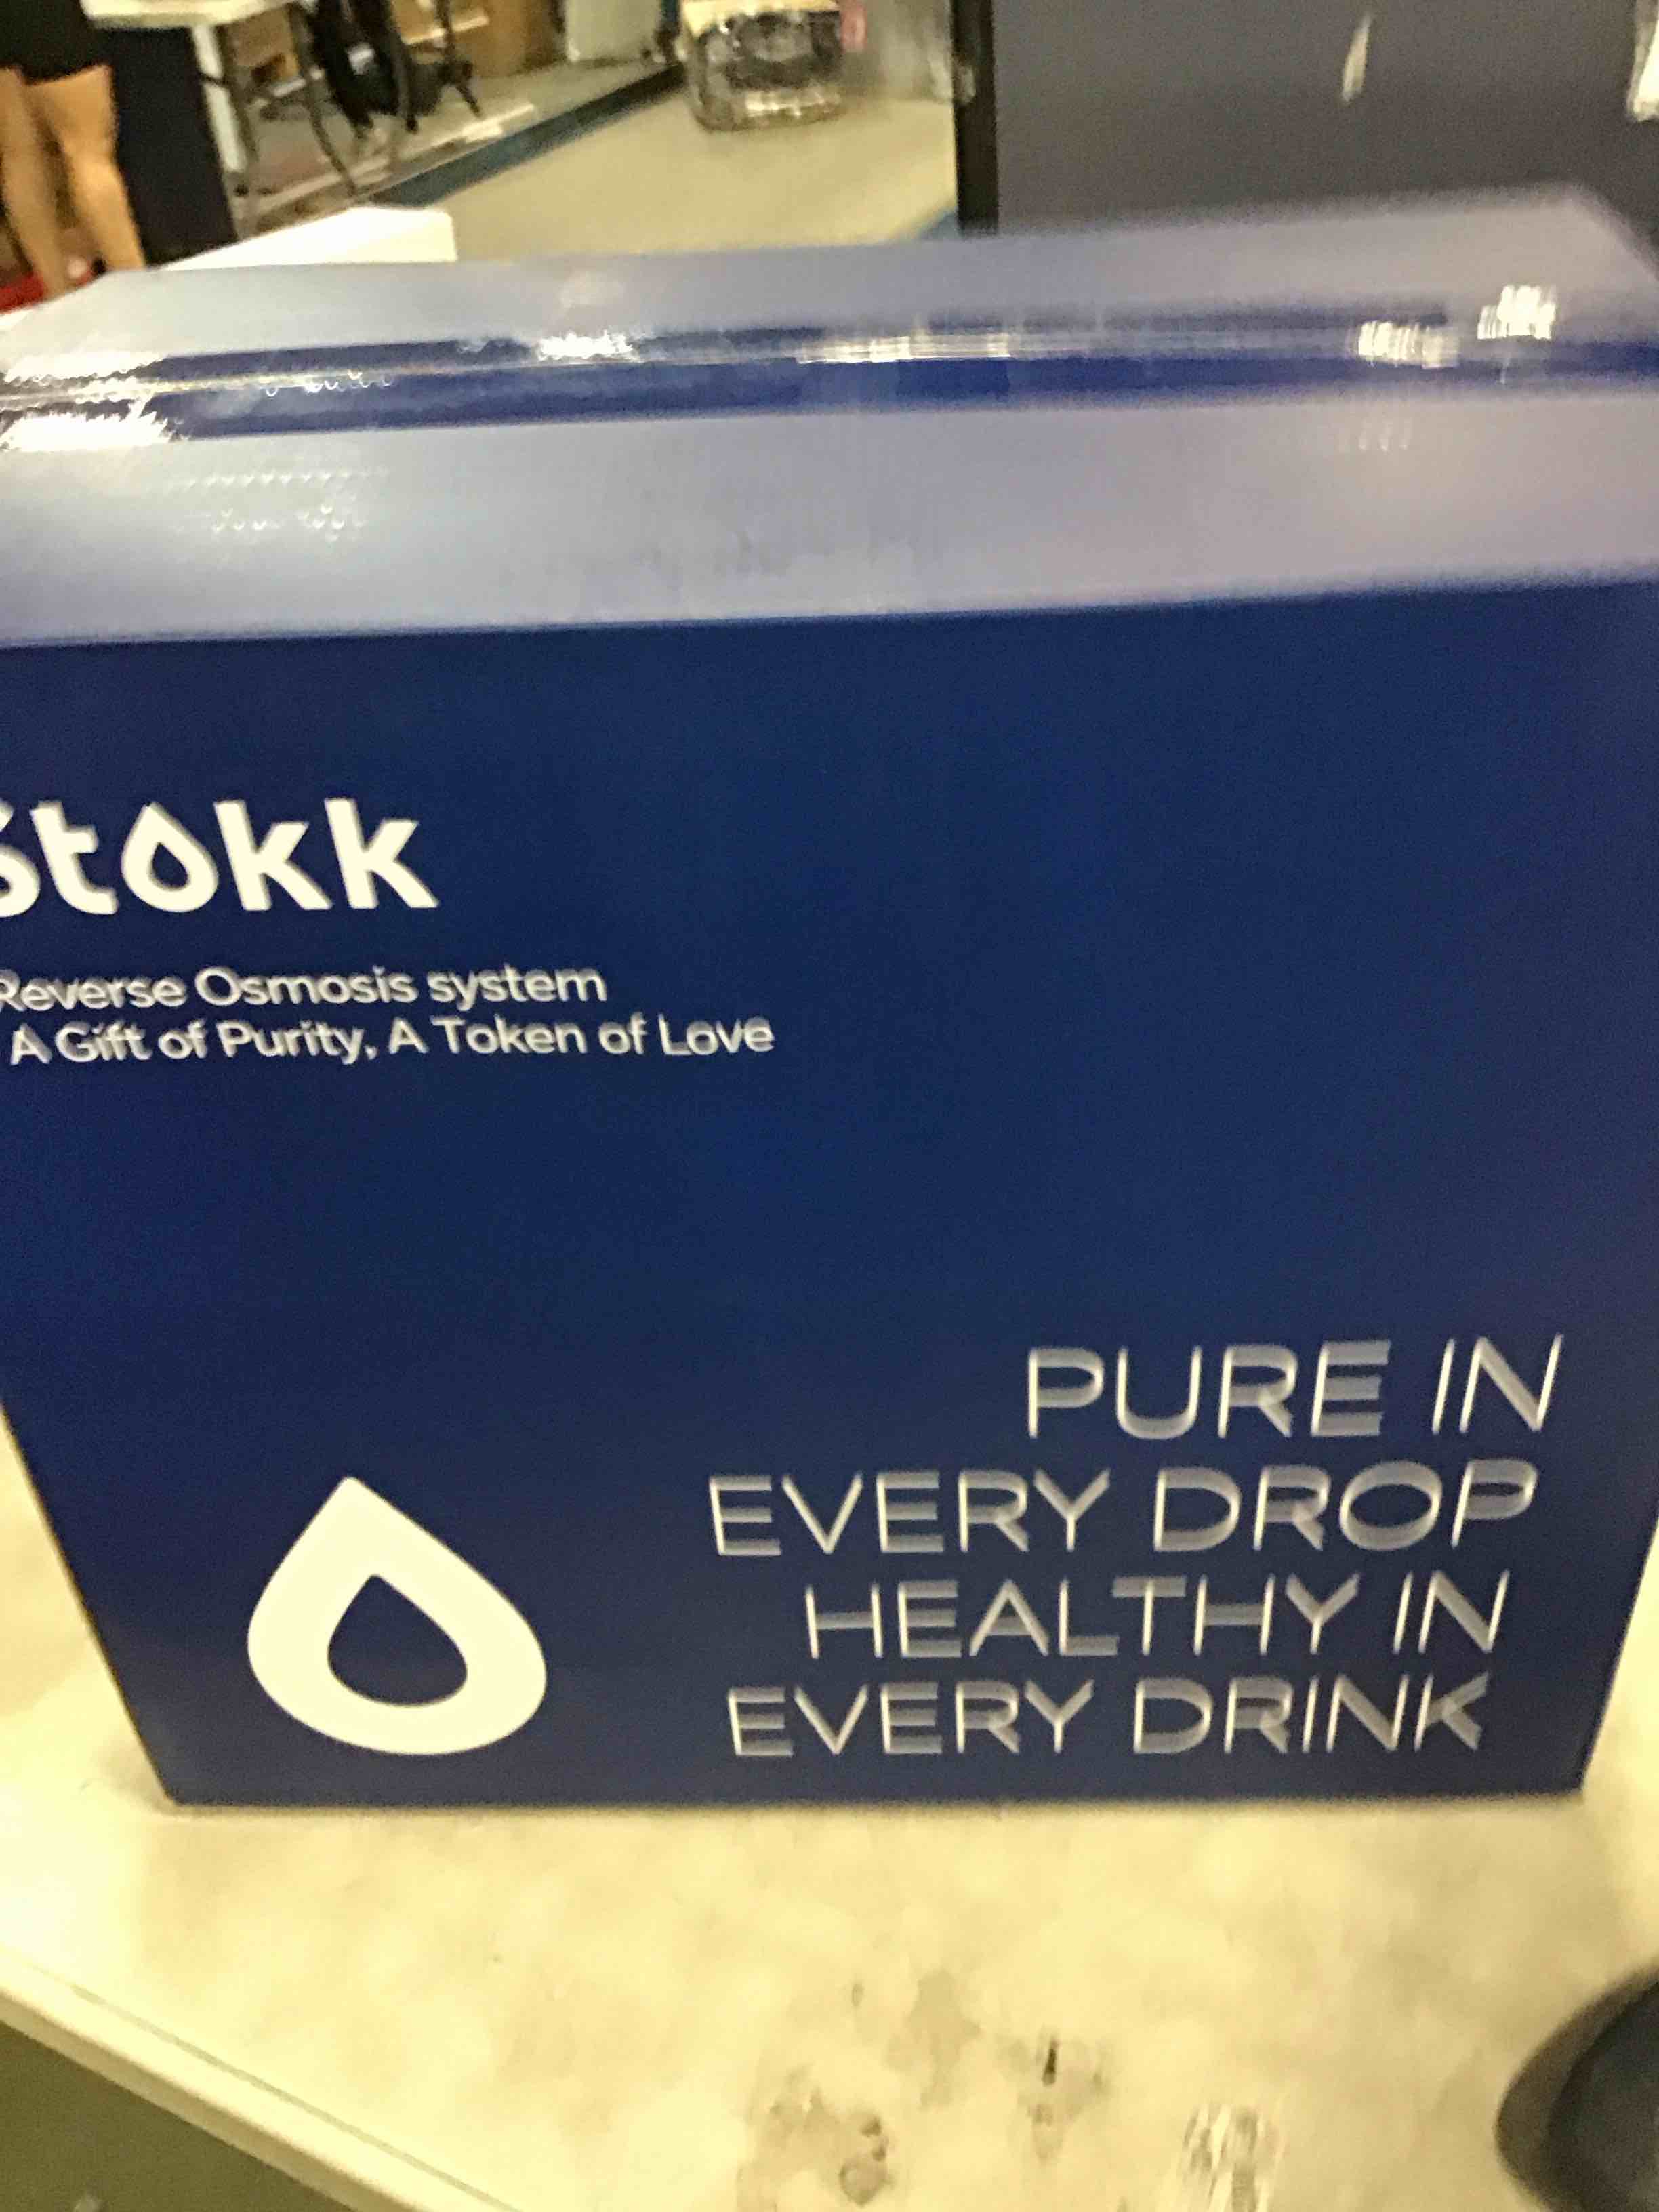 Stokk
Reverse Osmosis system
A Gift of Purity, A Token of Love
PURE IN
EVERY DROP
HEALTHY IN
EVERY DRINK